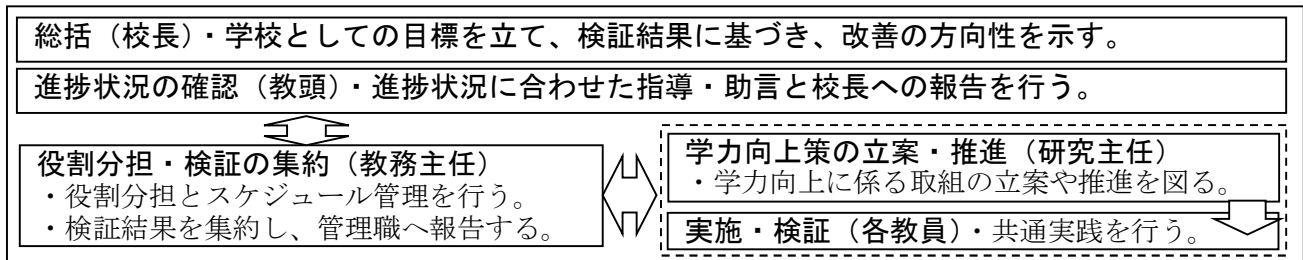 総括（校長）・学校としての目標を立て、検証結果に基づき、改善の方向性を示す。
進捗状況の確認（教頭）・進捗状況に合わせた指導・助言と校長への報告を行う。
役割分担・検証の集約（教務主任）
・役割分担とスケジュール管理を行う。
・検証結果を集約し、管理職へ報告する。
学力向上策の立案・推進（研究主任）
・学力向上に係る取組の立案や推進を図る。
実施・検証（各教員）・共通実践を行う。